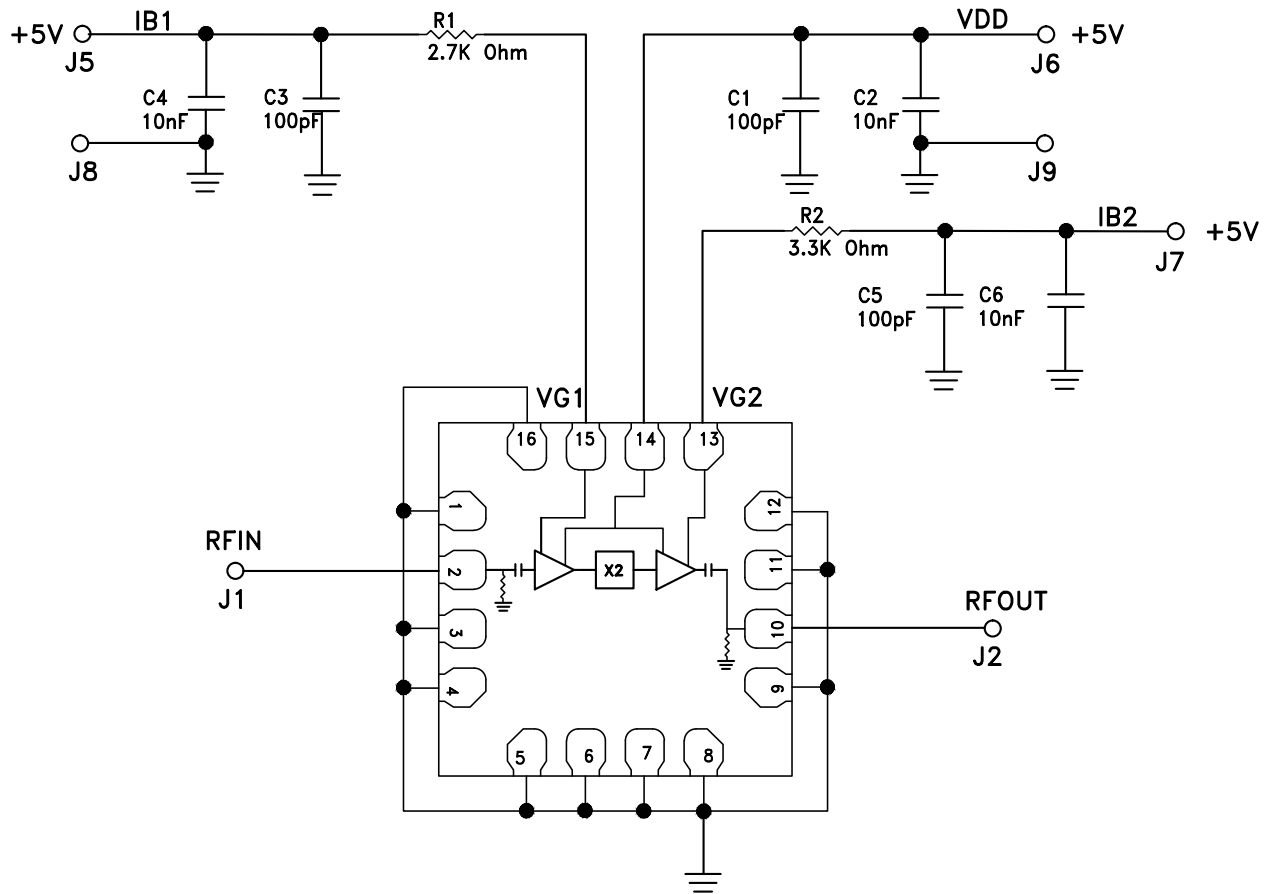 +5V
IB1
J5
R1
2.7K Ohm
VDD
+5V
J6
C4
10nF
C3
100pF
C1
100pF
C2
10nF
J8
J9
R2
3.3K Ohm
IB2
+5V
J7
C5
100pF
C6
10nF
VG1
VG2
16
15
14
13
1
12
RFIN
J1
2
X2
11
3
10
RFOUT
J2
4
9
5
6
7
8